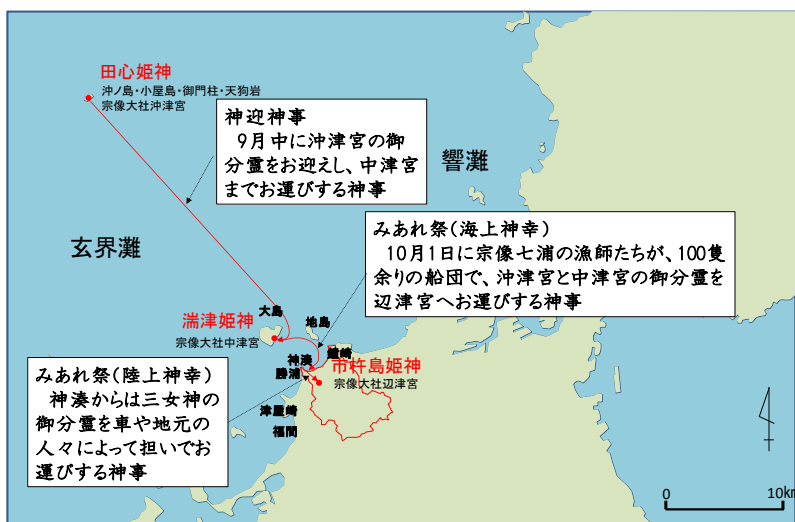 田心姫神
沖ノ島・小屋島・御門柱・天狗岩
宗像大社沖津宮
神迎神事
9月中に沖津宮の御
分霊をお迎えし、中津宮
までお運びする神事
響灘
玄界灘
みあれ祭(海上神幸)
10月1日に宗像七浦の漁師たちが、100隻
余りの船団で、沖津宮と中津宮の御分霊を
辺津宮へお運びする神事
大島
地島
湍津姫神
宗像大社中津宮
鐘崎
神湊
勝浦
市杵島姫神
宗像大社辺津宮
みあれ祭(陸上神幸)
神湊からは三女神の
御分霊を車や地元の
人々によって担いでお
運びする神事
津屋崎
福間
0 10km